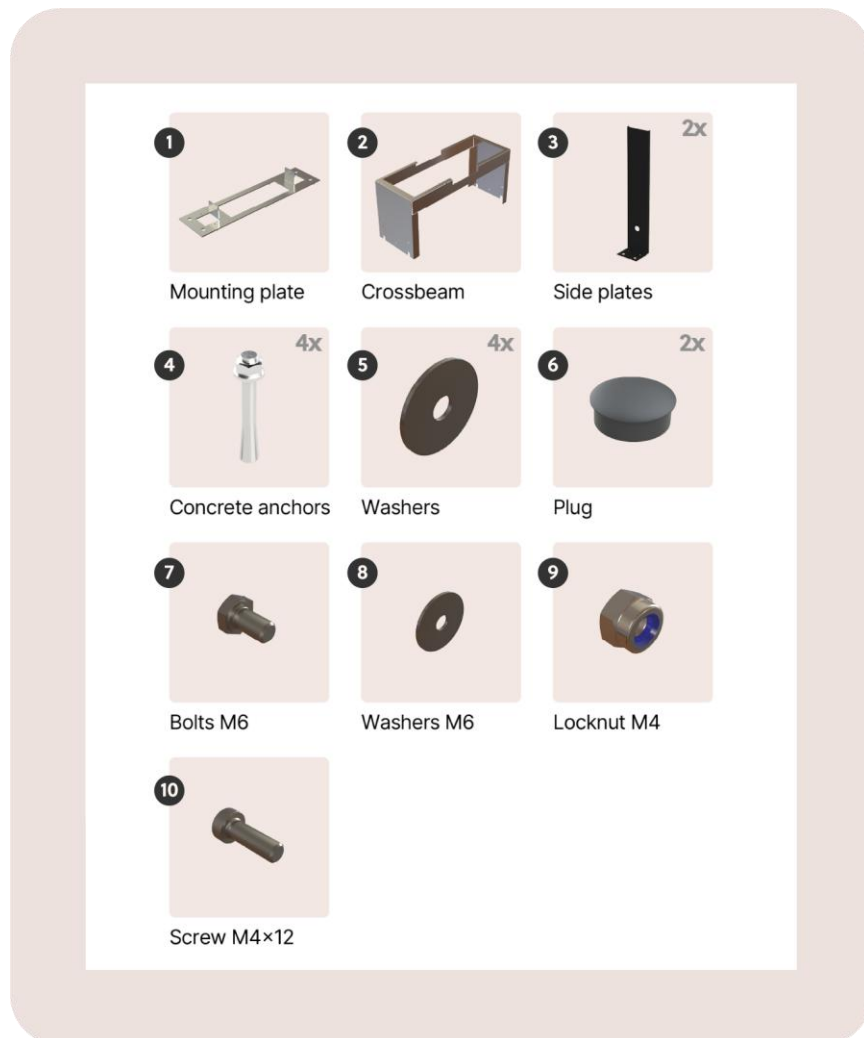 1
2
3
2x
Mounting plate
Crossbeam
Side plates
4
4x
5
4x
6
2x
Concrete anchors
Washers
Plug
7
8
9
Bolts M6
Washers M6
Locknut M4
10
Screw M4×12